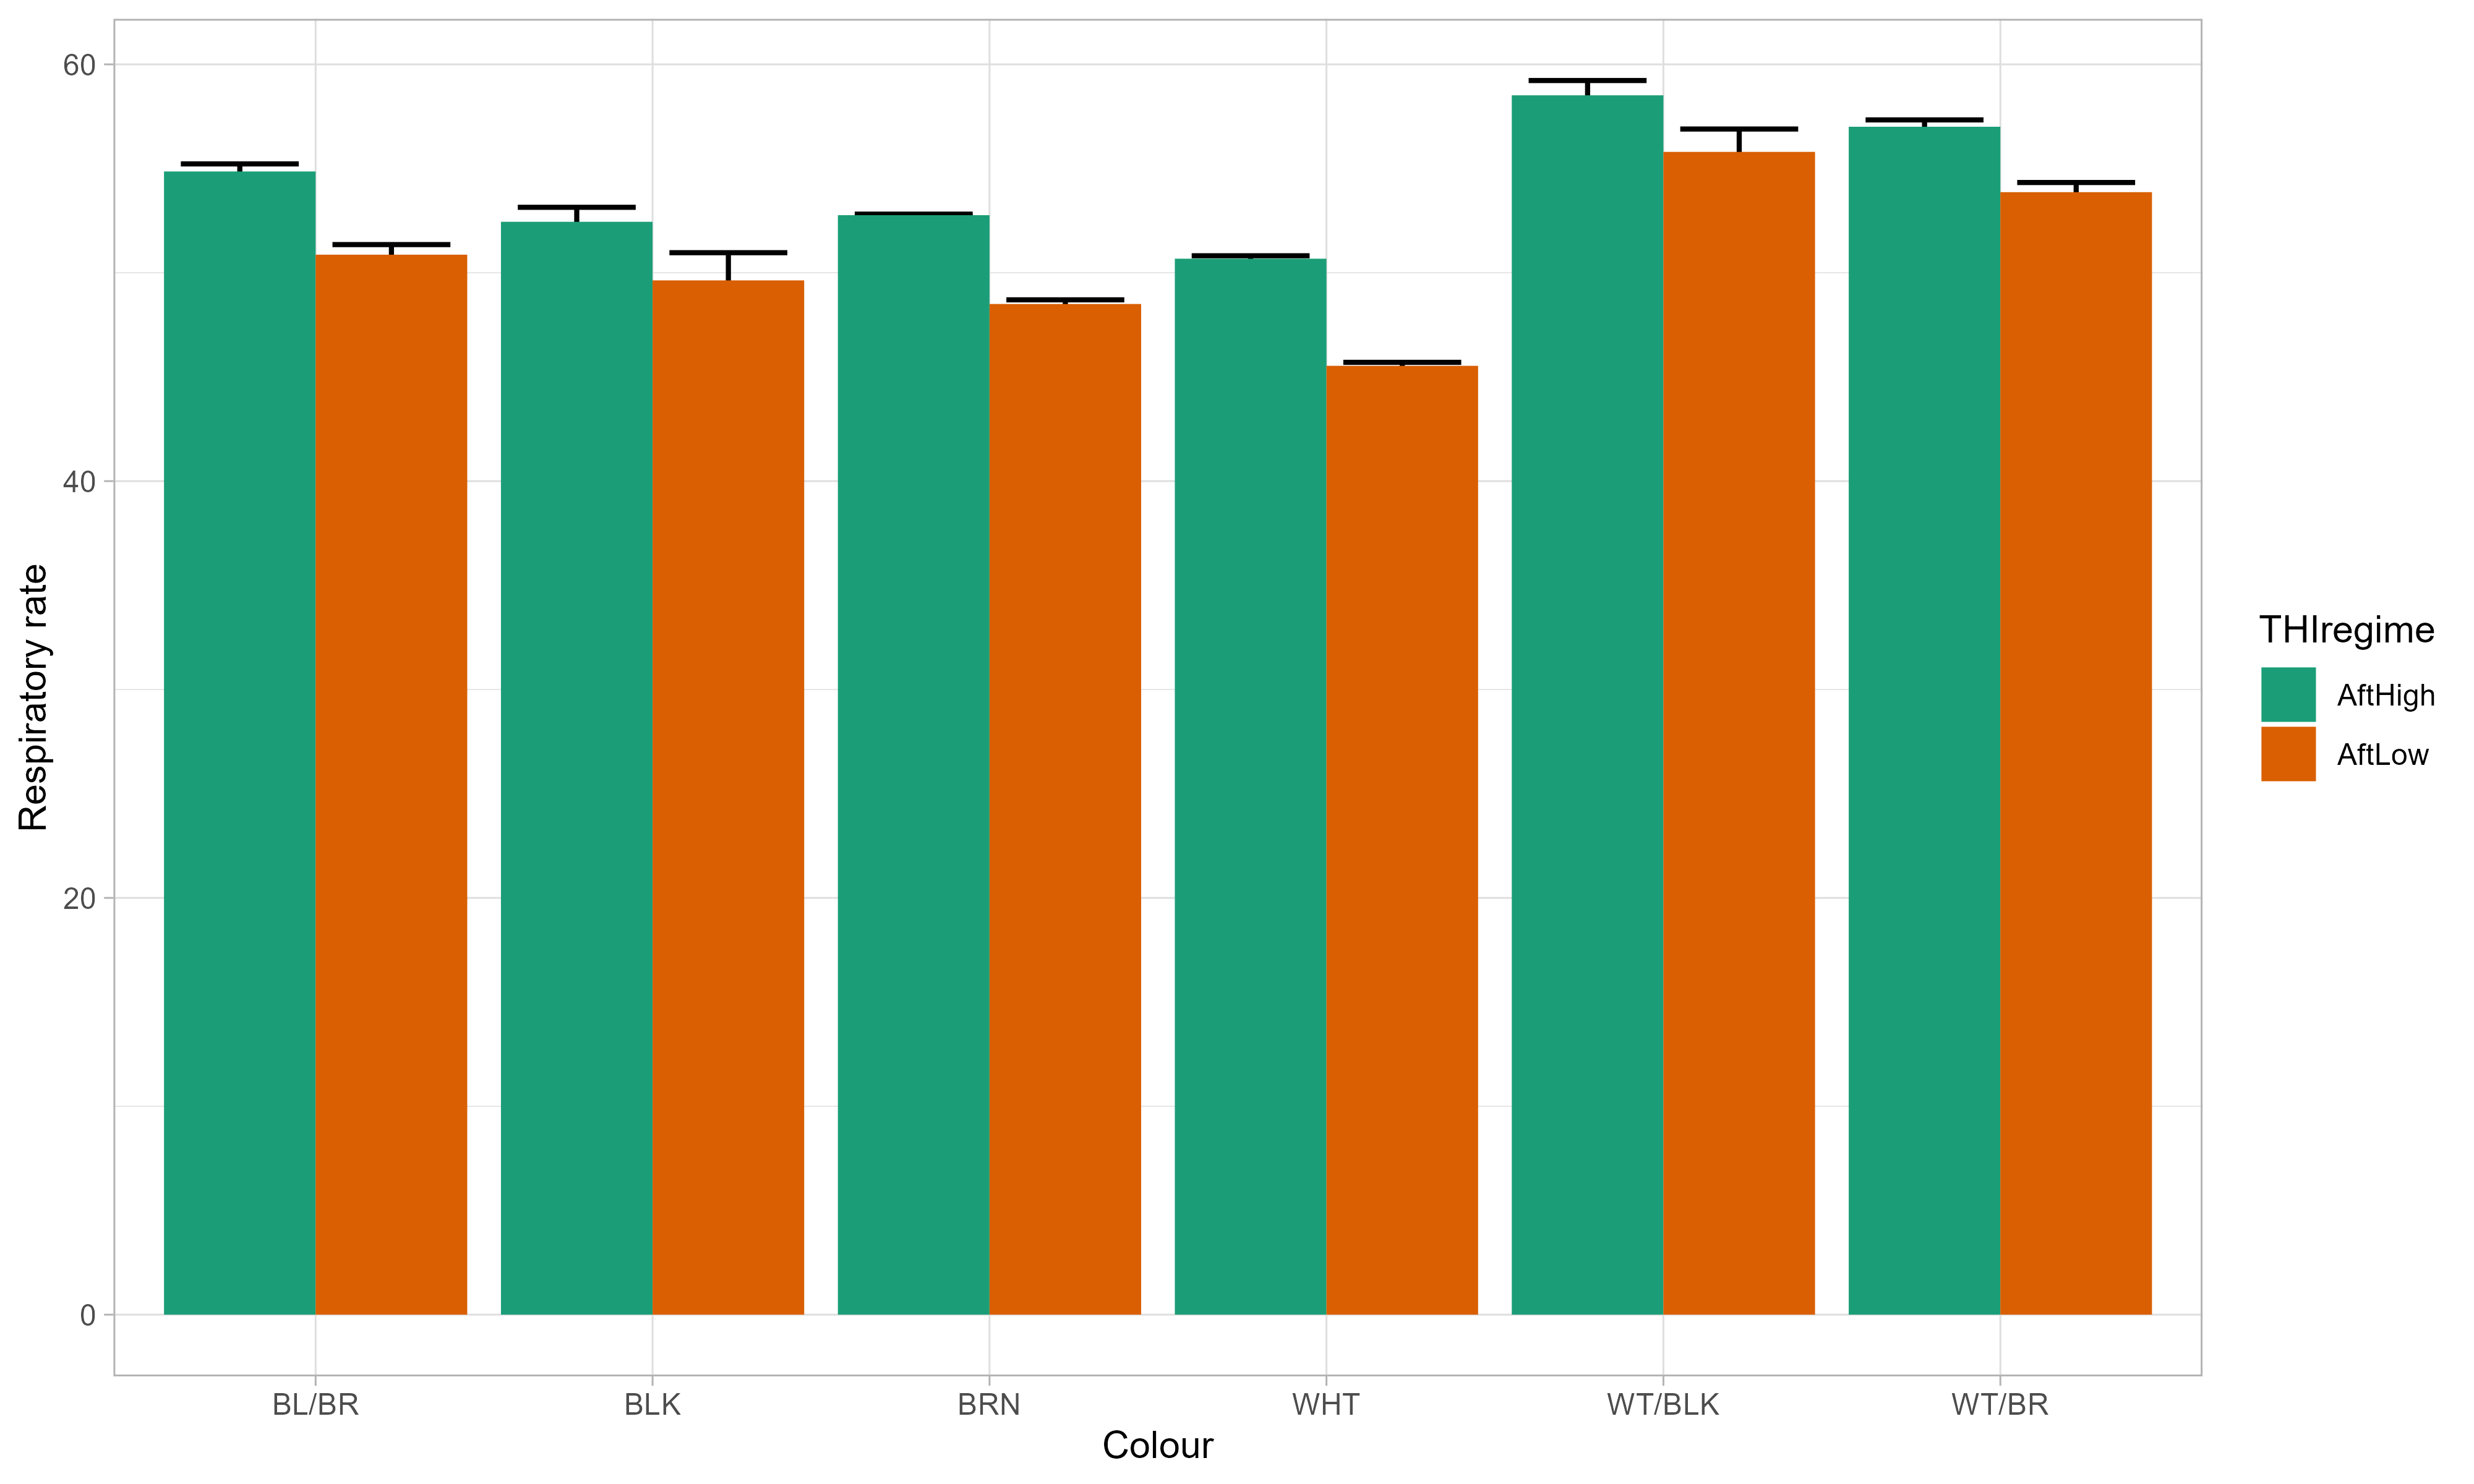 60
40
20
0
Respiratory rate
BL/BR BLK BRN WHT WT/BLK WT/BR
Colour
THIregime
AftHigh
AftLow